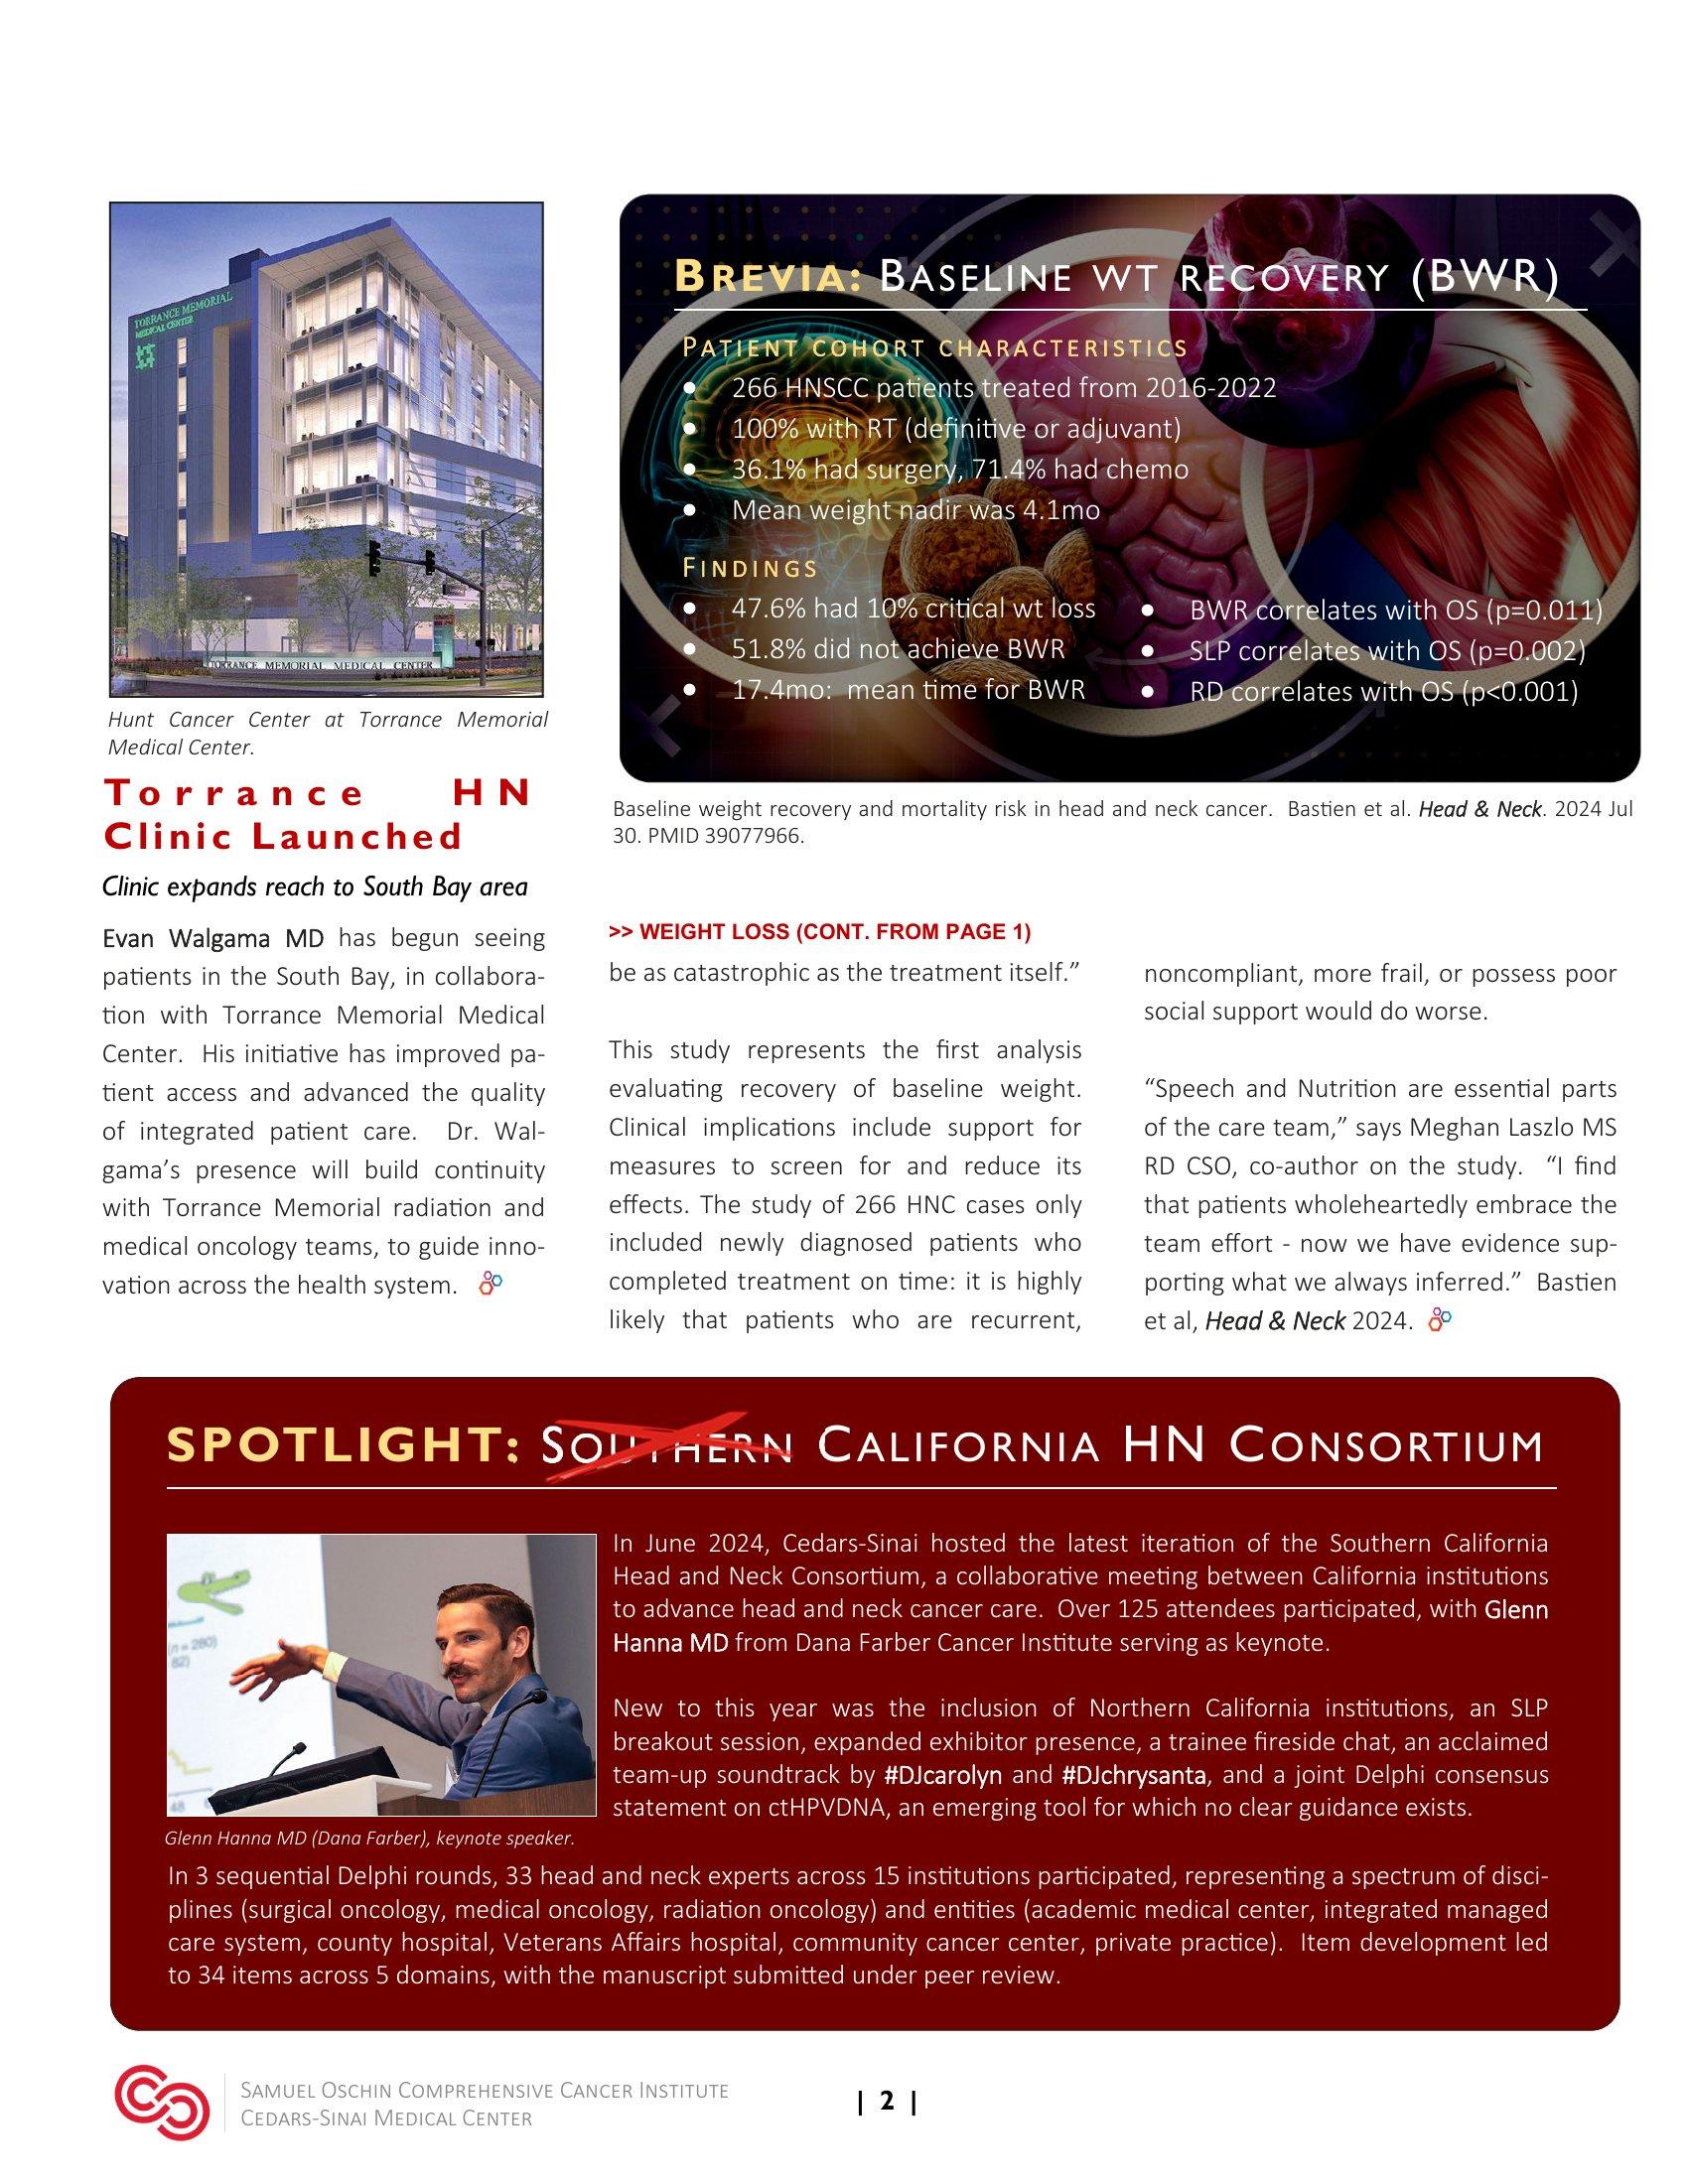 TORRANCE MEMORIAL
MEDICAL CENTER
TORRANCE MEMORIAL MEDICAL CENTER
Hunt Cancer Center at Torrance Memorial
Medical Center.
Torrance HN
Clinic Launched
Clinic expands reach to South Bay area
Evan Walgama MD has begun seeing
patients in the South Bay, in collabora-
tion with Torrance Memorial Medical
Center. His initiative has improved pa-
tient access and advanced the quality
of integrated patient care. Dr. Wal-
gama’s presence will build continuity
with Torrance Memorial radiation and
medical oncology teams, to guide inno-
vation across the health system.
BREVIA: BASELINE WT RECOVERY (BWR)
PATIENT COHORT CHARACTERISTICS
• 266 HNSCC patients treated from 2016-2022
• 100% with RT (definitive or adjuvant)
• 36.1% had surgery, 71.4% had chemo
• Mean weight nadir was 4.1mo
FINDINGS
• 47.6% had 10% critical wt loss
• 51.8% did not achieve BWR
• 17.4mo: mean time for BWR
• BWR correlates with OS (p=0.011)
• SLP correlates with OS (p=0.002)
• RD correlates with OS (p<0.001)
Baseline weight recovery and mortality risk in head and neck cancer. Bastien et al. Head & Neck. 2024 Jul
30. PMID 39077966.
>> WEIGHT LOSS (CONT. FROM PAGE 1)
be as catastrophic as the treatment itself.”
This study represents the first analysis
evaluating recovery of baseline weight.
Clinical implications include support for
measures to screen for and reduce its
effects. The study of 266 HNC cases only
included newly diagnosed patients who
completed treatment on time: it is highly
likely that patients who are recurrent,
noncompliant, more frail, or possess poor
social support would do worse.
“Speech and Nutrition are essential parts
of the care team,” says Meghan Laszlo MS
RD CSO, co-author on the study. “I find
that patients wholeheartedly embrace the
team effort - now we have evidence sup-
porting what we always inferred.” Bastien
et al, Head & Neck 2024.
SPOTLIGHT: SOUTHERN CALIFORNIA HN CONSORTIUM
(n = 280)
82)
48
In June 2024, Cedars-Sinai hosted the latest iteration of the Southern California
Head and Neck Consortium, a collaborative meeting between California institutions
to advance head and neck cancer care. Over 125 attendees participated, with Glenn
Hanna MD from Dana Farber Cancer Institute serving as keynote.
New to this year was the inclusion of Northern California institutions, an SLP
breakout session, expanded exhibitor presence, a trainee fireside chat, an acclaimed
team-up soundtrack by #DJcarolyn and #DJchrysanta, and a joint Delphi consensus
statement on ctHPVDNA, an emerging tool for which no clear guidance exists.
Glenn Hanna MD (Dana Farber), keynote speaker.
In 3 sequential Delphi rounds, 33 head and neck experts across 15 institutions participated, representing a spectrum of disci-
plines (surgical oncology, medical oncology, radiation oncology) and entities (academic medical center, integrated managed
care system, county hospital, Veterans Affairs hospital, community cancer center, private practice). Item development led
to 34 items across 5 domains, with the manuscript submitted under peer review.
SAMUEL OSCHIN COMPREHENSIVE CANCER INSTITUTE
CEDARS-SINAI MEDICAL CENTER
| 2 |